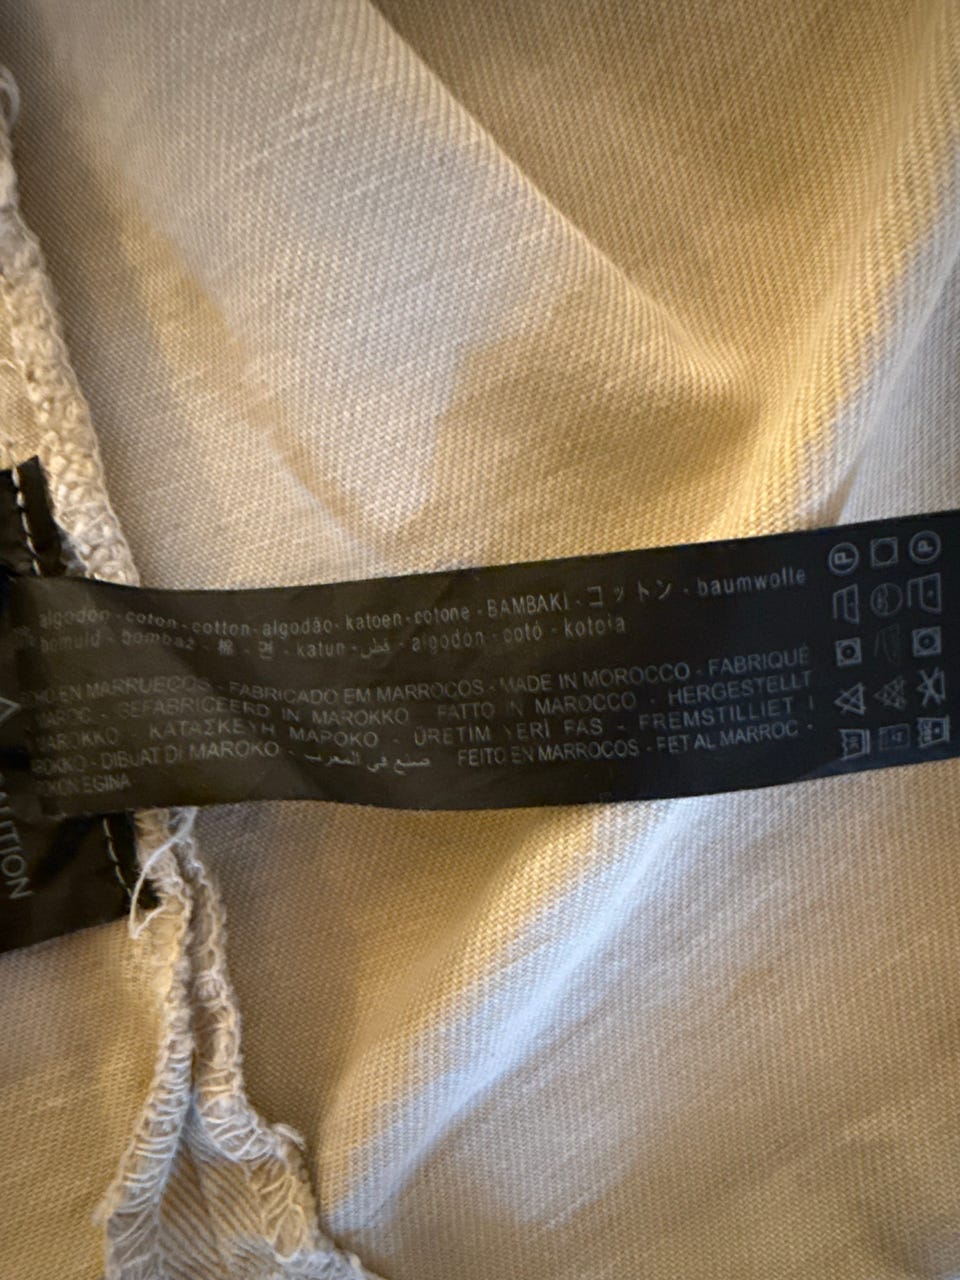 algodón - coton - cotton - algodão - katoen - cotone - BAMBAKI - コットン - baumwolle
bomuld - bombaž - 棉 - 면 - katun - قطن - algodón - cotó - kotoia
EN MARRUECOS - FABRICADO EM MARROCOS - MADE IN MOROCCO - FABRIQUÉ
MAROC - GEFABRICEERD IN MAROKKO FATTO IN MAROCCO - HERGESTELLT
MAROKKO - ΚΑΤΑΣΚΕΥΗ ΜΑΡΟΚΟ - ÜRETIM YERİ FAS - FREMSTILLIET I
- DIBUAT DI MAROKO - صنع في المغرب FEITO EN MARROCOS - FET AL MARROC -
EGINA
P P